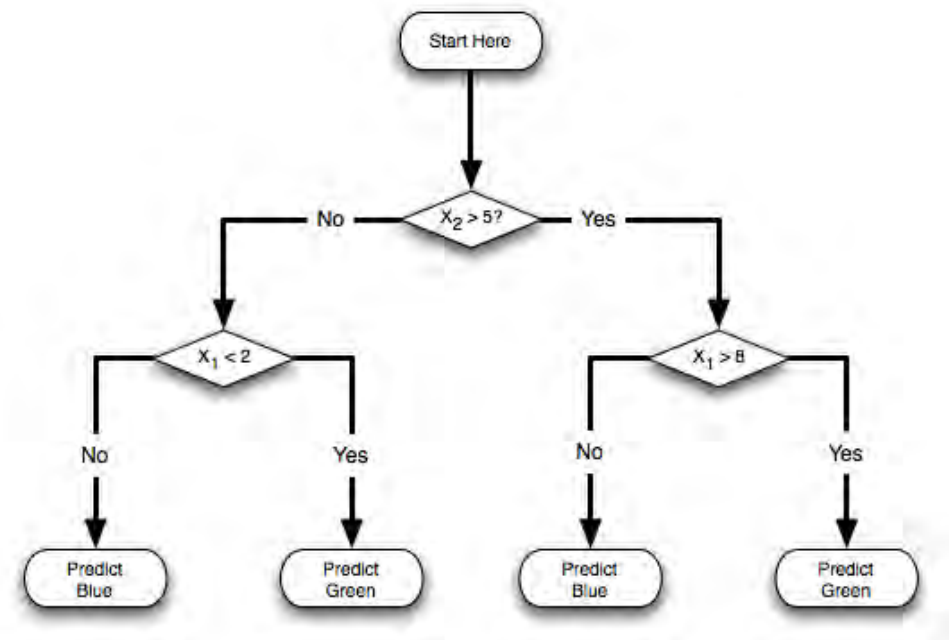 Start Here
X₂ > 5?
No
Yes
X₁ < 2
X₁ > 8
No
Yes
No
Yes
Predict
Blue
Predict
Green
Predict
Blue
Predict
Green